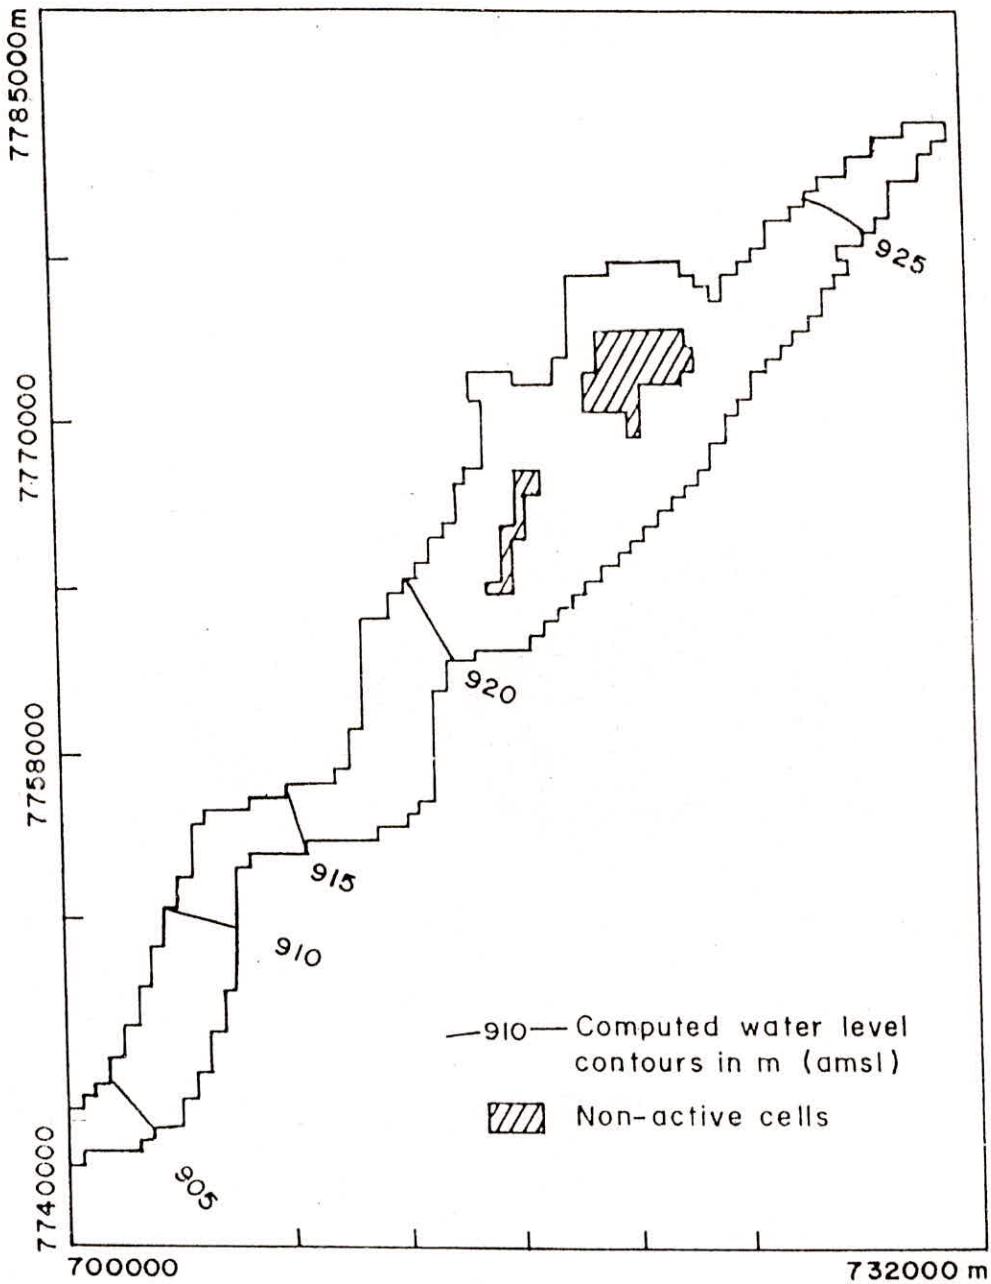 7785000m
925
7770000
920
7758000
915
910
—910— Computed water level
contours in m (amsl)
Non-active cells
905
7740000
700000
732000 m